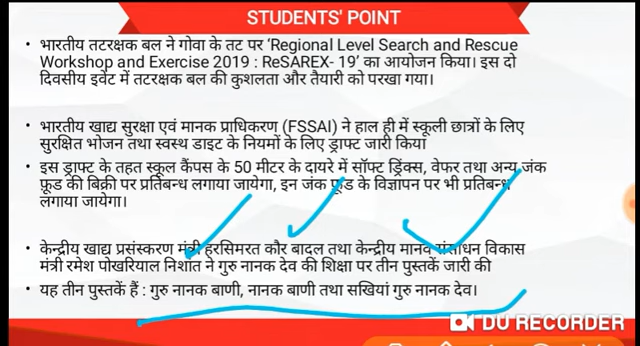 STUDENTS' POINT
• भारतीय तटरक्षक बल ने गोवा के तट पर 'Regional Level Search and Rescue
Workshop and Exercise 2019 : ReSAREX- 19' का आयोजन किया। इस दो
दिवसीय इवेंट में तटरक्षक बल की कुशलता और तैयारी को परखा गया।
• भारतीय खाद्य सुरक्षा एवं मानक प्राधिकरण (FSSAI) ने हाल ही में स्कूली छात्रों के लिए
सुरक्षित भोजन तथा स्वस्थ डाइट के नियमों के लिए ड्राफ्ट जारी किया
• इस ड्राफ्ट के तहत स्कूल कैंपस के 50 मीटर के दायरे में सॉफ्ट ड्रिंक्स, वेफर तथा अन्य जंक
फ़ूड की बिक्री पर प्रतिबन्ध लगाया जायेगा, इन जंक फ़ूड के विज्ञापन पर भी प्रतिबन्ध
लगाया जायेगा।
• केन्द्रीय खाद्य प्रसंस्करण मंत्री हरसिमरत कौर बादल तथा केन्द्रीय मानव संसाधन विकास
मंत्री रमेश पोखरियाल निशांत ने गुरु नानक देव की शिक्षा पर तीन पुस्तकें जारी की
• यह तीन पुस्तकें हैं : गुरु नानक बाणी, नानक बाणी तथा सखियां गुरु नानक देव।
DU RECORDER